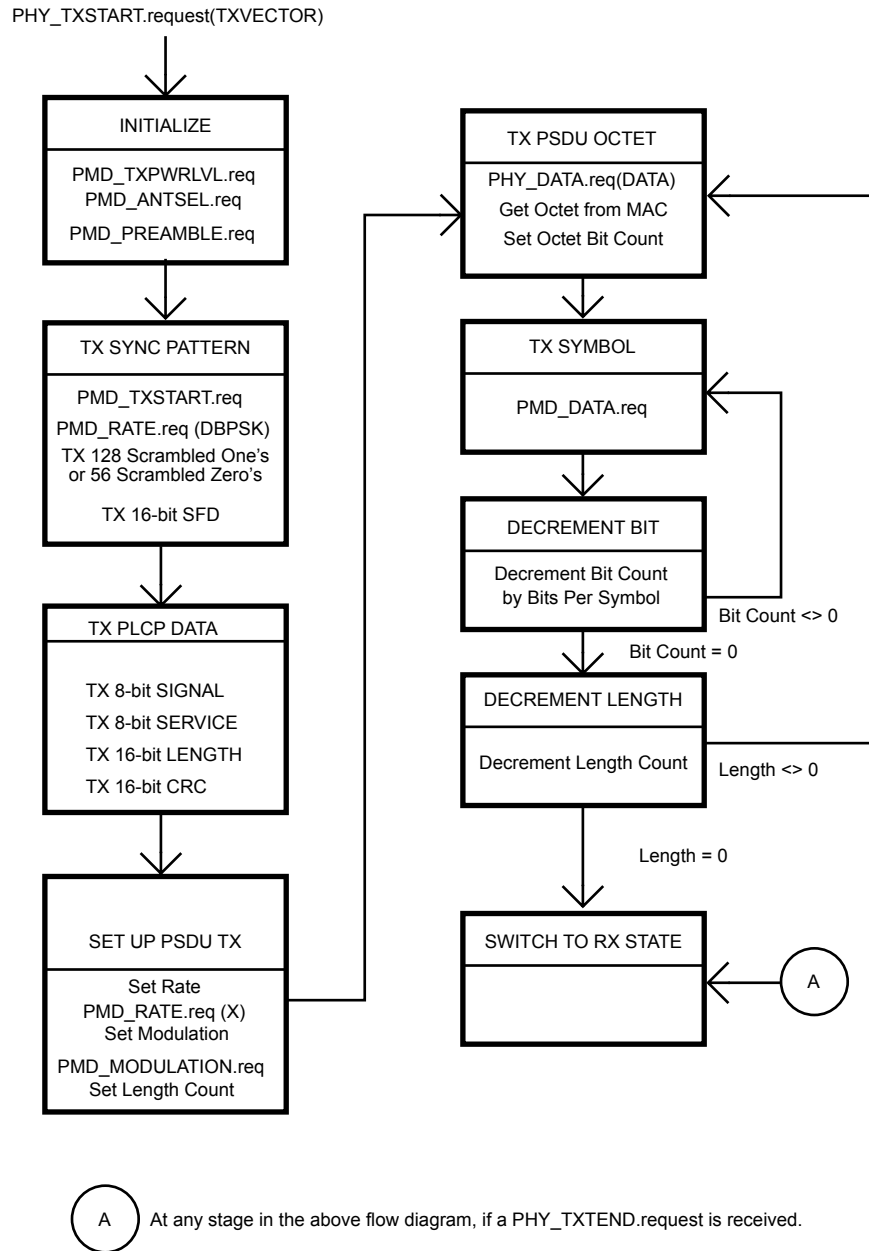 PHY_TXSTART.request(TXVECTOR)
INITIALIZE
PMD_TXPWRLVL.req
PMD_ANTSEL.req
PMD_PREAMBLE.req
TX SYNC PATTERN
PMD_TXSTART.req
PMD_RATE.req (DBPSK)
TX 128 Scrambled One’s
or 56 Scrambled Zero’s
TX 16-bit SFD
TX PLCP DATA
TX 8-bit SIGNAL
TX 8-bit SERVICE
TX 16-bit LENGTH
TX 16-bit CRC
SET UP PSDU TX
Set Rate
PMD_RATE.req (X)
Set Modulation
PMD_MODULATION.req
Set Length Count
TX PSDU OCTET
PHY_DATA.req(DATA)
Get Octet from MAC
Set Octet Bit Count
TX SYMBOL
PMD_DATA.req
DECREMENT BIT
Decrement Bit Count
by Bits Per Symbol
Bit Count <> 0
Bit Count = 0
DECREMENT LENGTH
Decrement Length Count
Length <> 0
Length = 0
SWITCH TO RX STATE
A
A
At any stage in the above flow diagram, if a PHY_TXTEND.request is received.